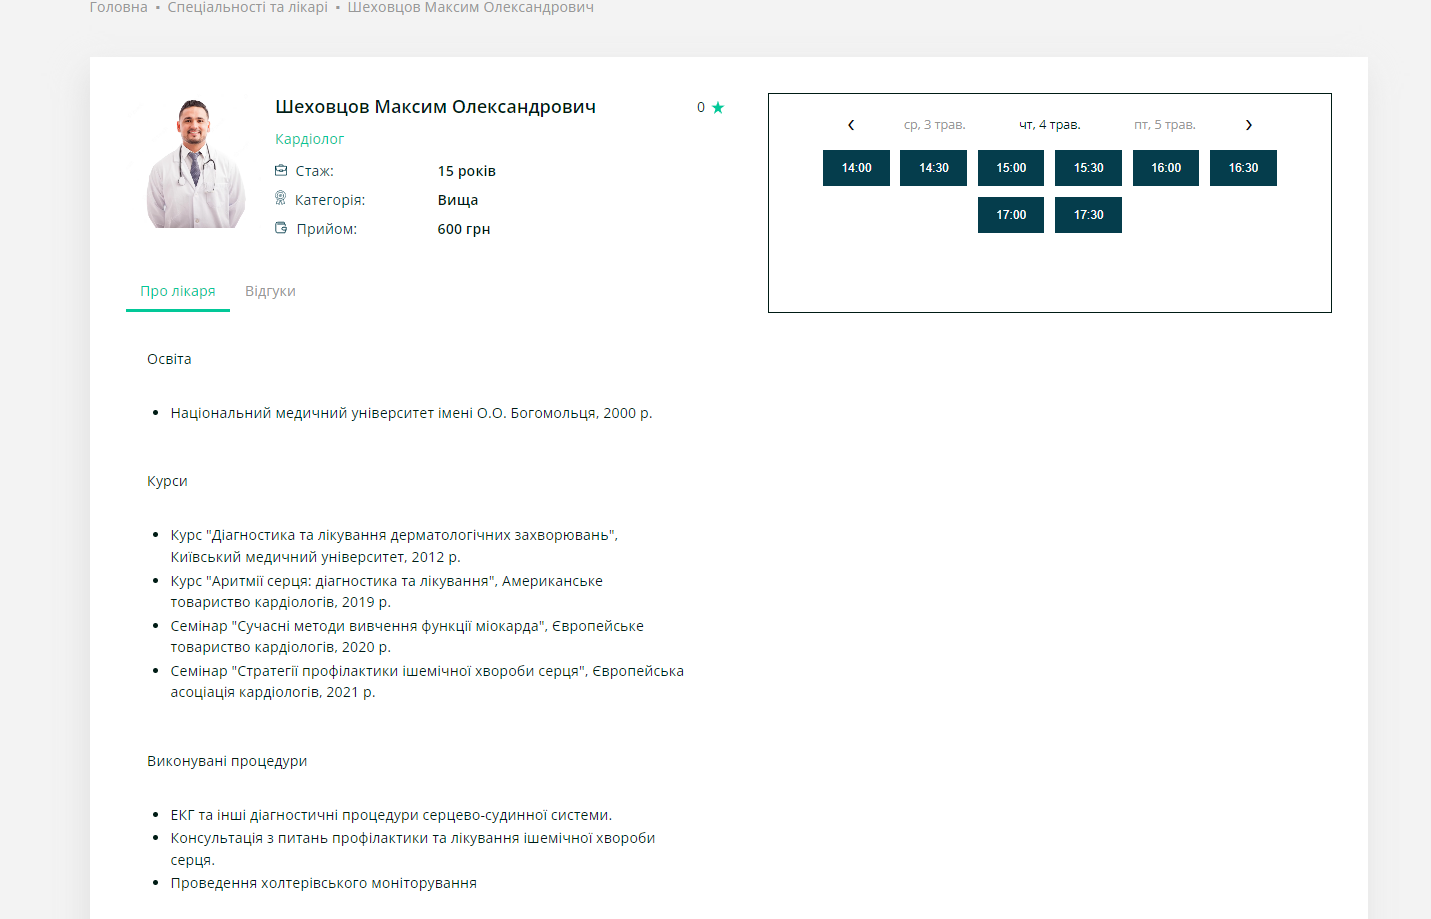 Головна • Спеціальності та лікарі • Шеховцов Максим Олександрович
Шеховцов Максим Олександрович
0
Кардіолог
Стаж: 15 років
Категорія: Вища
Прийом: 600 грн
ср, 3 трав. чт, 4 трав. пт, 5 трав.
14:00 14:30 15:00 15:30 16:00 16:30
17:00 17:30
Про лікаря Відгуки
Освіта
• Національний медичний університет імені О.О. Богомольця, 2000 р.
Курси
• Курс "Діагностика та лікування дерматологічних захворювань",
Київський медичний університет, 2012 р.
• Курс "Аритмії серця: діагностика та лікування", Американське
товариство кардіологів, 2019 р.
• Семінар "Сучасні методи вивчення функції міокарда", Європейське
товариство кардіологів, 2020 р.
• Семінар "Стратегії профілактики ішемічної хвороби серця", Європейська
асоціація кардіологів, 2021 р.
Виконувані процедури
• ЕКГ та інші діагностичні процедури серцево-судинної системи.
• Консультація з питань профілактики та лікування ішемічної хвороби
серця.
• Проведення холтерівського моніторування